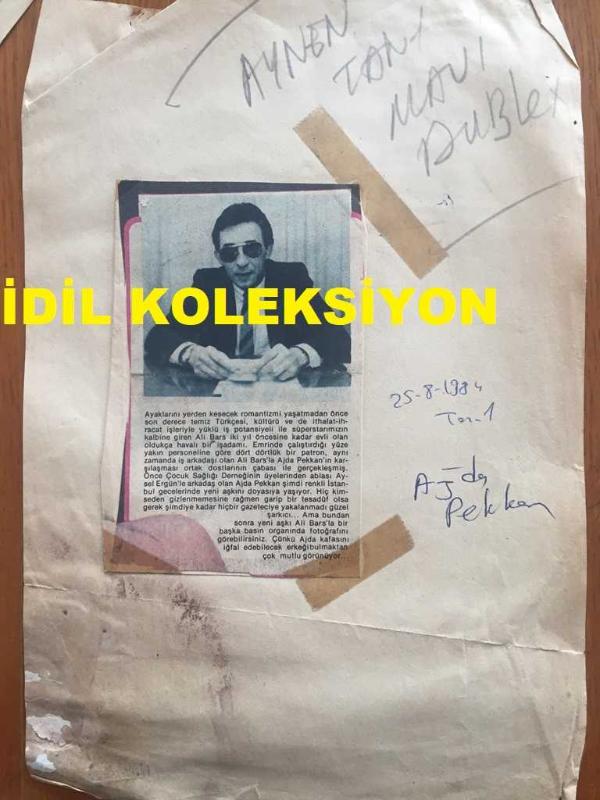 AYNEN
TAN-1
MAVİ
DUBLEX
İDİL KOLEKSİYON
Ayaklarını yerden kesecek romantizmi yaşatmadan önce
son derece temiz Türkçesi, kültürü ve de ithalat-ih-
racat işleriyle yüklü iş potansiyeli ile süperstarımızın
kalbine giren Ali Bars iki yıl öncesine kadar evli olan
oldukça havalı bir işadamı. Emrinde çalıştırdığı yüze
yakın personeline göre dört dörtlük bir patron, aynı
zamanda iş arkadaşı olan Ali Bars'la Ajda Pekkan'ın kar-
şılaşması ortak dostlarının çabası ile gerçekleşmiş.
Önce Çocuk Sağlığı Derneğinin üyelerinden ablası Ay-
sel Ergün'le arkadaş olan Ajda Pekkan şimdi renkli İstan-
bul gecelerinde yeni aşkını doyasıya yaşıyor. Hiç kim-
seden gizlenmemesine rağmen garip bir tesadüf olsa
gerek şimdiye kadar hiçbir gazeteciye yakalanmadı güzel
şarkıcı... Ama bundan
sonra yeni aşkı Ali Bars'la bir
başka basın organında fotoğrafını
görebilirsiniz. Çünkü Ajda kafasını
iğfal edebilecek erkeği bulmaktan
çok mutlu görünüyor...
25-8-1984
Tan-1
Ajda
Pekkan